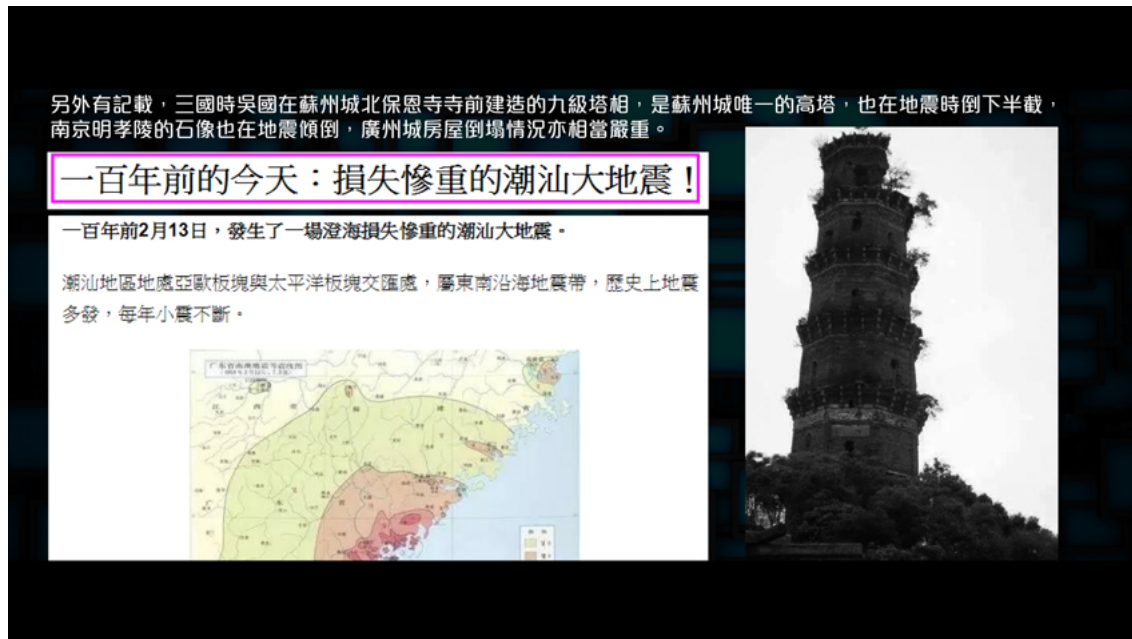 另外有記載，三國時吳國在蘇州城北保恩寺寺前建造的九級塔相，是蘇州城唯一的高塔，也在地震時倒下半截，
南京明孝陵的石像也在地震傾倒，廣州城房屋倒塌情況亦相當嚴重。
一百年前的今天：損失慘重的潮汕大地震！
一百年前2月13日，發生了一場澄海損失慘重的潮汕大地震。
潮汕地區地處亞歐板塊與太平洋板塊交匯處，屬東南沿海地震帶，歷史上地震
多發，每年小震不斷。